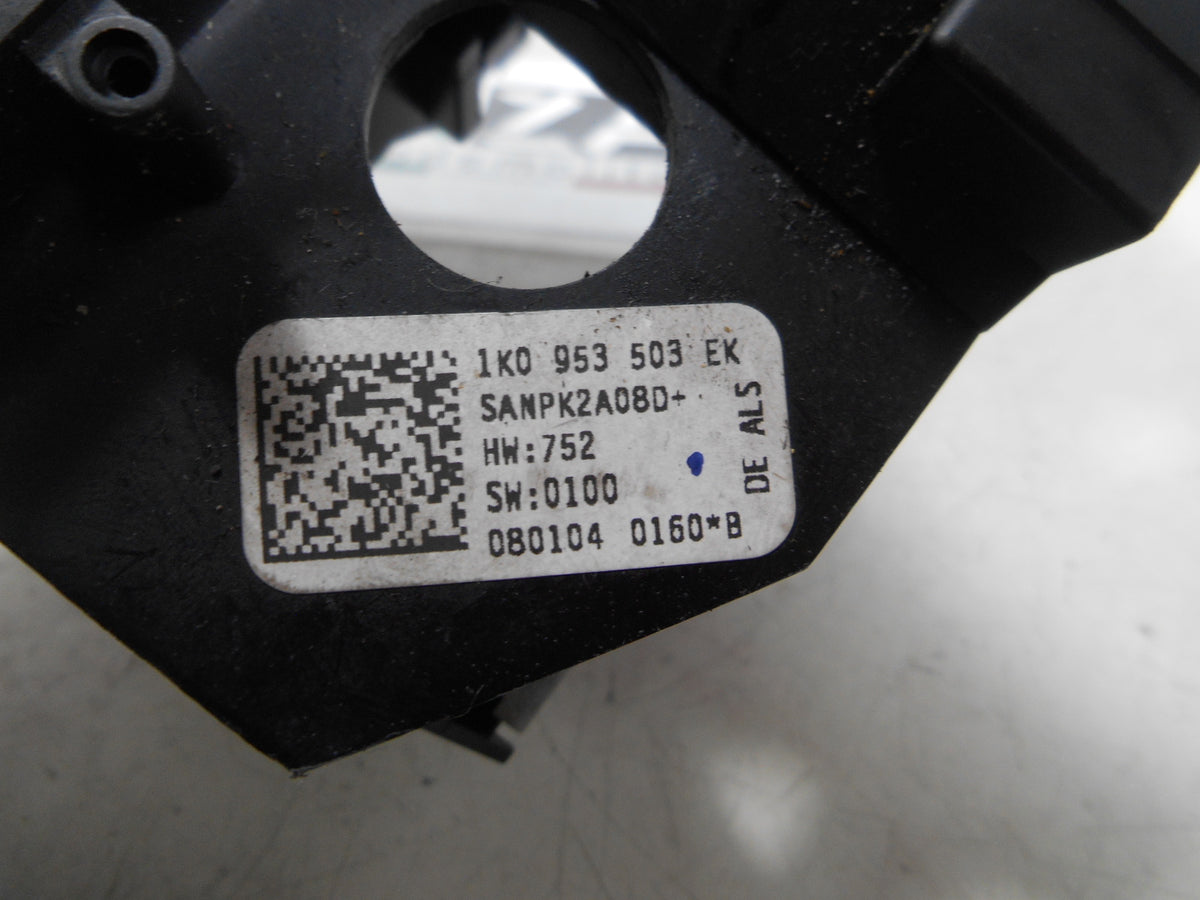 1K0 953 503 EK
SANPK2A08D+
HW:752
SW:0100
080104 0160*B
DE ALS